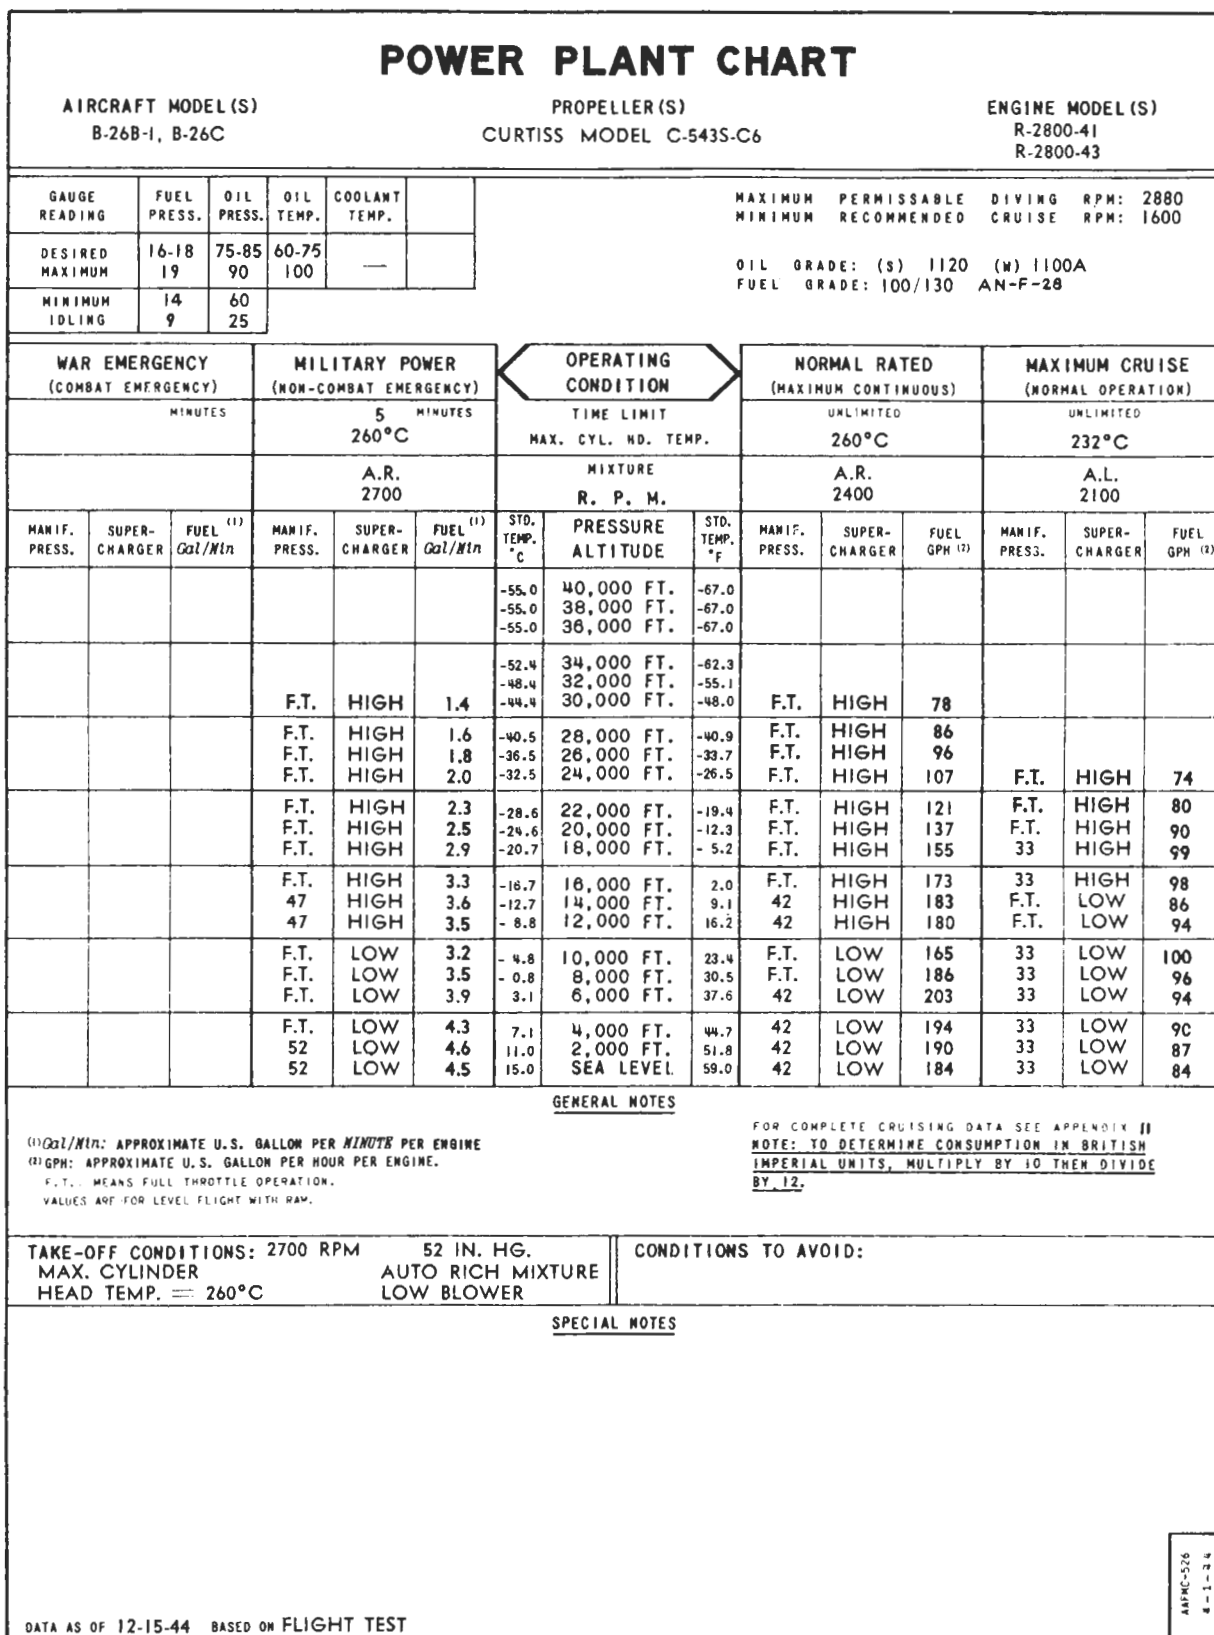 POWER PLANT CHART
AIRCRAFT MODEL(S) PROPELLER(S) ENGINE MODEL(S)
B-26B-1, B-26C CURTISS MODEL C-543S-C6 R-2800-41
R-2800-43
GAUGE READING FUEL PRESS. OIL PRESS. OIL TEMP. COOLANT TEMP.
DESIRED 16-18 75-85 60-75
MAXIMUM 19 90 100 —
MINIMUM 14 60
IDLING 9 25
MAXIMUM PERMISSABLE DIVING RPM: 2880
MINIMUM RECOMMENDED CRUISE RPM: 1600
OIL GRADE: (S) 1120 (W) 1100A
FUEL GRADE: 100/130 AN-F-28
WAR EMERGENCY MILITARY POWER OPERATING NORMAL RATED MAXIMUM CRUISE
(COMBAT EMERGENCY) (NON-COMBAT EMERGENCY) CONDITION (MAXIMUM CONTINUOUS) (NORMAL OPERATION)
MINUTES 5 MINUTES TIME LIMIT UNLIMITED UNLIMITED
260°C MAX. CYL. HD. TEMP. 260°C 232°C
A.R. MIXTURE A.R. A.L.
2700 R. P. M. 2400 2100
MANIF. SUPER- FUEL (1) MANIF. SUPER- FUEL (1) STD. TEMP. °C PRESSURE STD. TEMP. °F MANIF. SUPER- FUEL MANIF. SUPER- FUEL
PRESS. CHARGER Gal/Min PRESS. CHARGER Gal/Min ALTITUDE PRESS. CHARGER GPH (2) PRESS. CHARGER GPH (2)
-55.0 40,000 FT. -67.0
-55.0 38,000 FT. -67.0
-55.0 36,000 FT. -67.0
-52.4 34,000 FT. -62.3
-48.4 32,000 FT. -55.1
F.T. HIGH 1.4 -44.4 30,000 FT. -48.0 F.T. HIGH 78
F.T. HIGH 1.6 -40.5 28,000 FT. -40.9 F.T. HIGH 86
F.T. HIGH 1.8 -36.5 26,000 FT. -33.7 F.T. HIGH 96
F.T. HIGH 2.0 -32.5 24,000 FT. -26.5 F.T. HIGH 107 F.T. HIGH 74
F.T. HIGH 2.3 -28.6 22,000 FT. -19.4 F.T. HIGH 121 F.T. HIGH 80
F.T. HIGH 2.5 -24.6 20,000 FT. -12.3 F.T. HIGH 137 F.T. HIGH 90
F.T. HIGH 2.9 -20.7 18,000 FT. - 5.2 F.T. HIGH 155 33 HIGH 99
F.T. HIGH 3.3 -16.7 16,000 FT. 2.0 F.T. HIGH 173 33 HIGH 98
47 HIGH 3.6 -12.7 14,000 FT. 9.1 42 HIGH 183 F.T. LOW 86
47 HIGH 3.5 - 8.8 12,000 FT. 16.2 42 HIGH 180 F.T. LOW 94
F.T. LOW 3.2 - 4.8 10,000 FT. 23.4 F.T. LOW 165 33 LOW 100
F.T. LOW 3.5 - 0.8 8,000 FT. 30.5 F.T. LOW 186 33 LOW 96
F.T. LOW 3.9 3.1 6,000 FT. 37.6 42 LOW 203 33 LOW 94
F.T. LOW 4.3 7.1 4,000 FT. 44.7 42 LOW 194 33 LOW 90
52 LOW 4.6 11.0 2,000 FT. 51.8 42 LOW 190 33 LOW 87
52 LOW 4.5 15.0 SEA LEVEL 59.0 42 LOW 184 33 LOW 84
GENERAL NOTES
(1) Gal/Min: APPROXIMATE U.S. GALLON PER MINUTE PER ENGINE
(2) GPH: APPROXIMATE U.S. GALLON PER HOUR PER ENGINE.
F.T.: MEANS FULL THROTTLE OPERATION.
VALUES ARE FOR LEVEL FLIGHT WITH RAM.
FOR COMPLETE CRUISING DATA SEE APPENDIX II
NOTE: TO DETERMINE CONSUMPTION IN BRITISH
IMPERIAL UNITS, MULTIPLY BY 10 THEN DIVIDE
BY 12.
TAKE-OFF CONDITIONS: 2700 RPM 52 IN. HG.
MAX. CYLINDER AUTO RICH MIXTURE
HEAD TEMP. = 260°C LOW BLOWER
CONDITIONS TO AVOID:
SPECIAL NOTES
AAFMC-526
DATA AS OF 12-15-44 BASED ON FLIGHT TEST